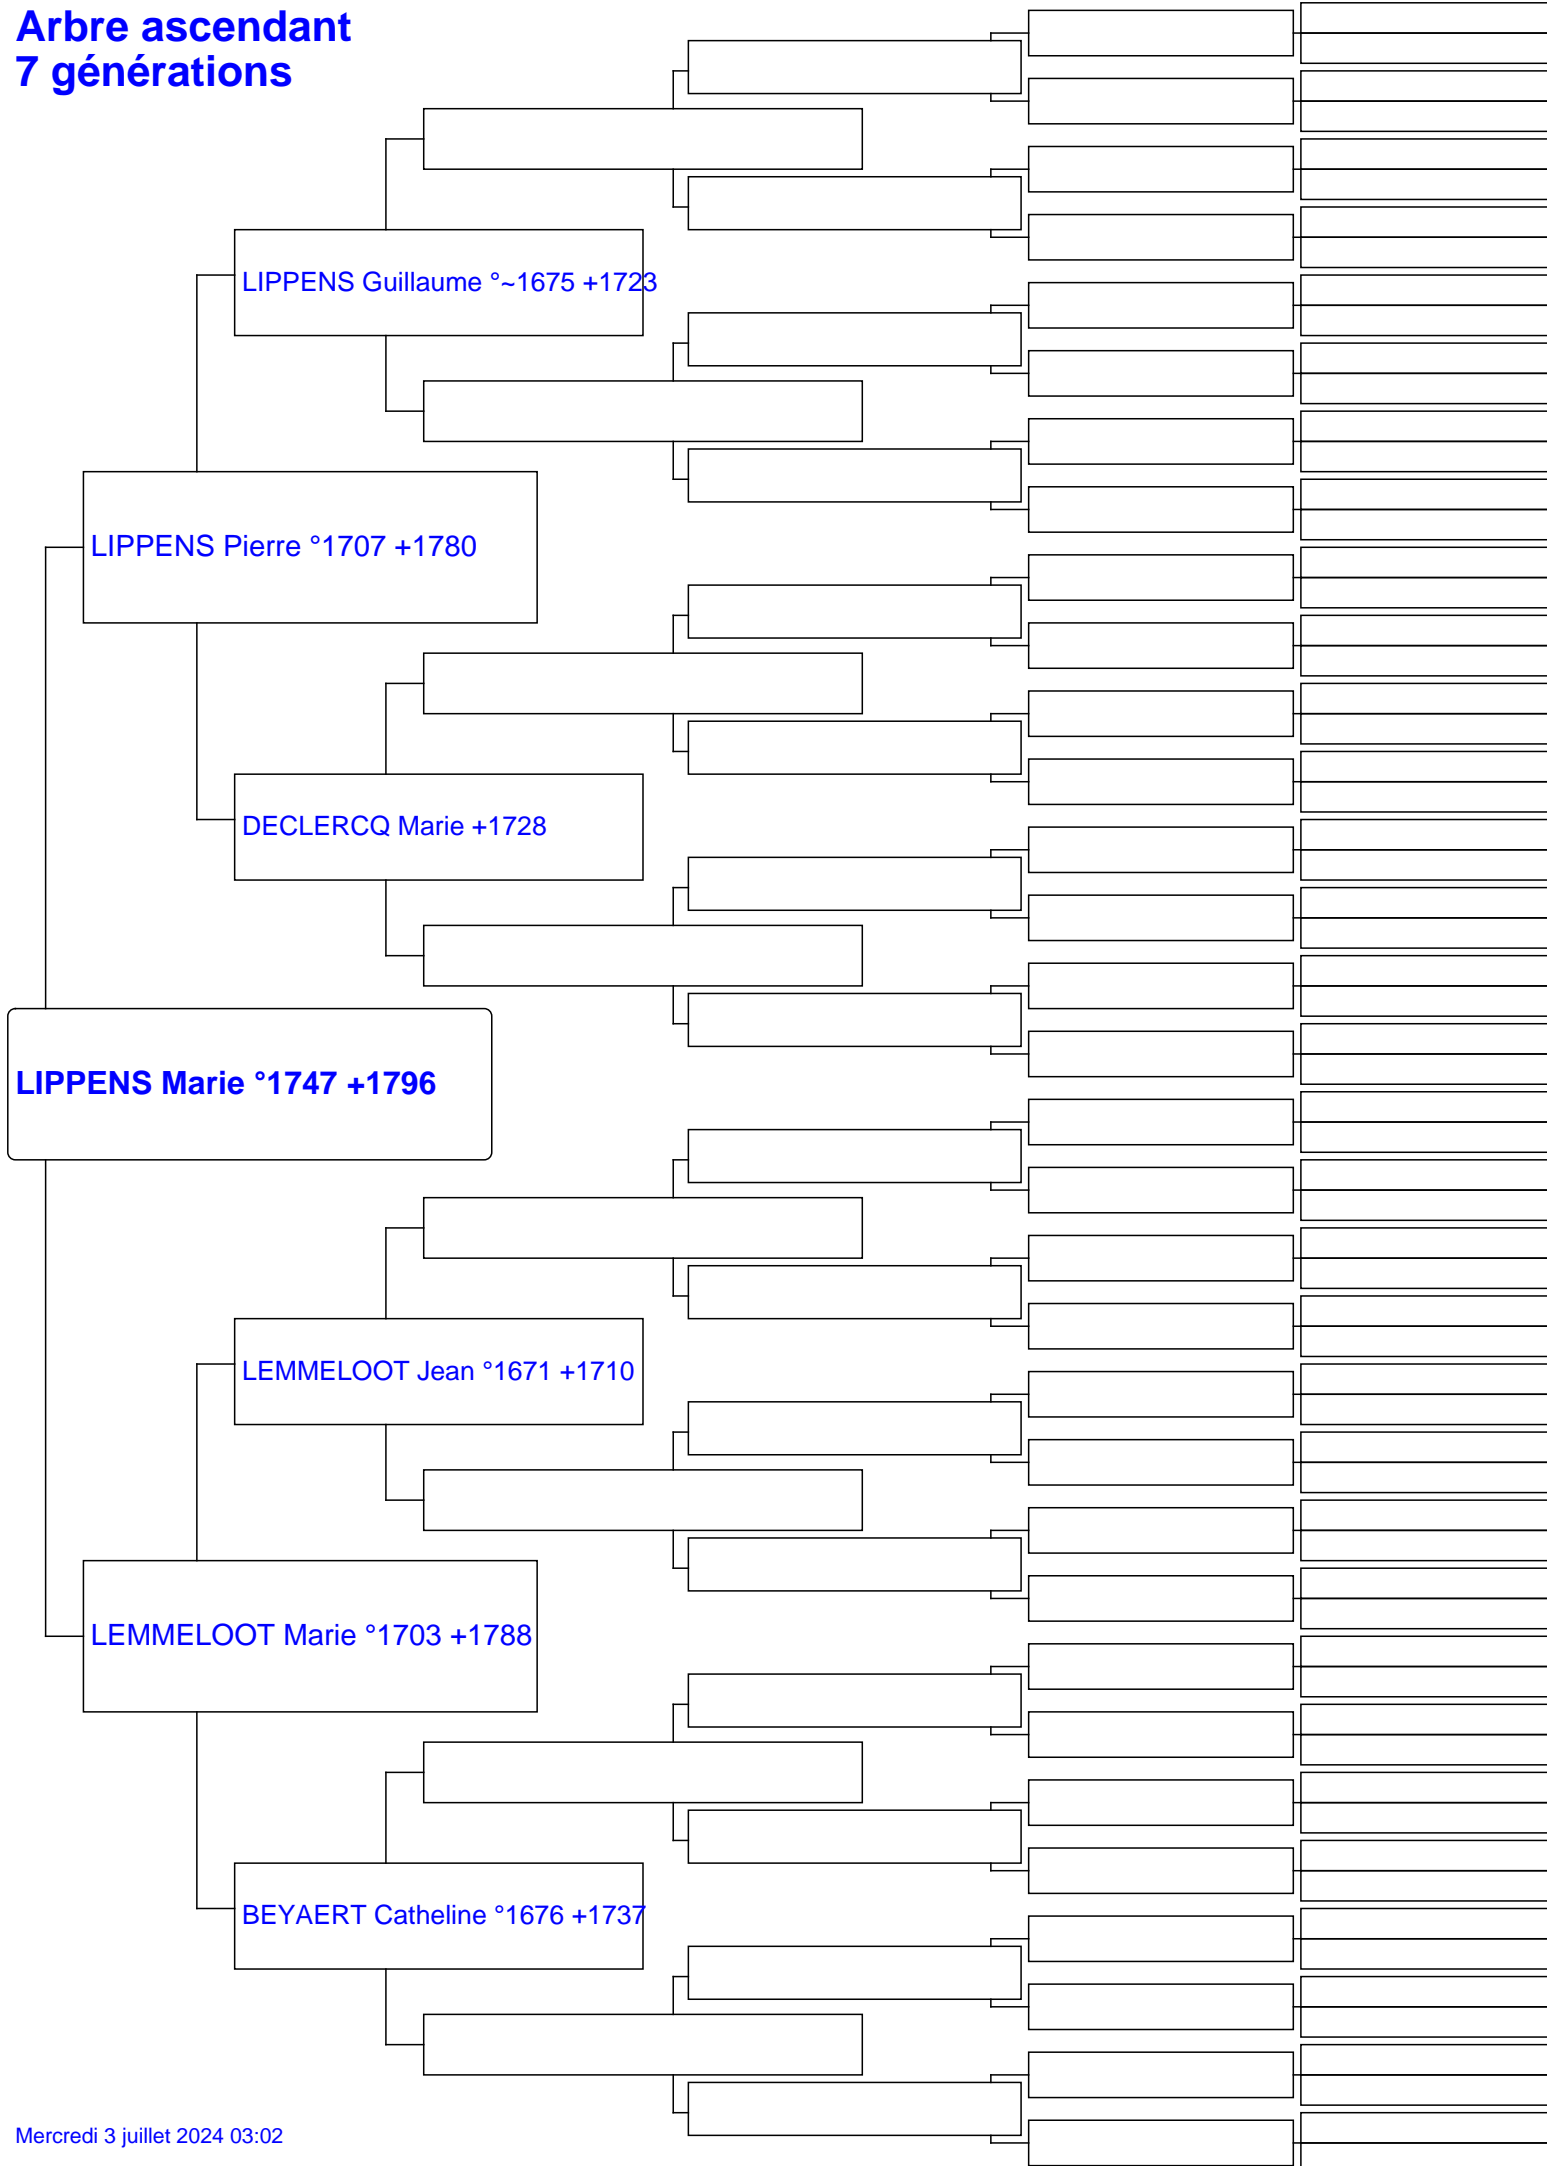 Arbre ascendant
7 générations
LIPPENS Guillaume °~1675 +1723
LIPPENS Pierre °1707 +1780
DECLERCQ Marie +1728
LIPPENS Marie °1747 +1796
LEMMELOOT Jean °1671 +1710
LEMMELOOT Marie °1703 +1788
BEYAERT Catheline °1676 +1737
Mercredi 3 juillet 2024 03:02